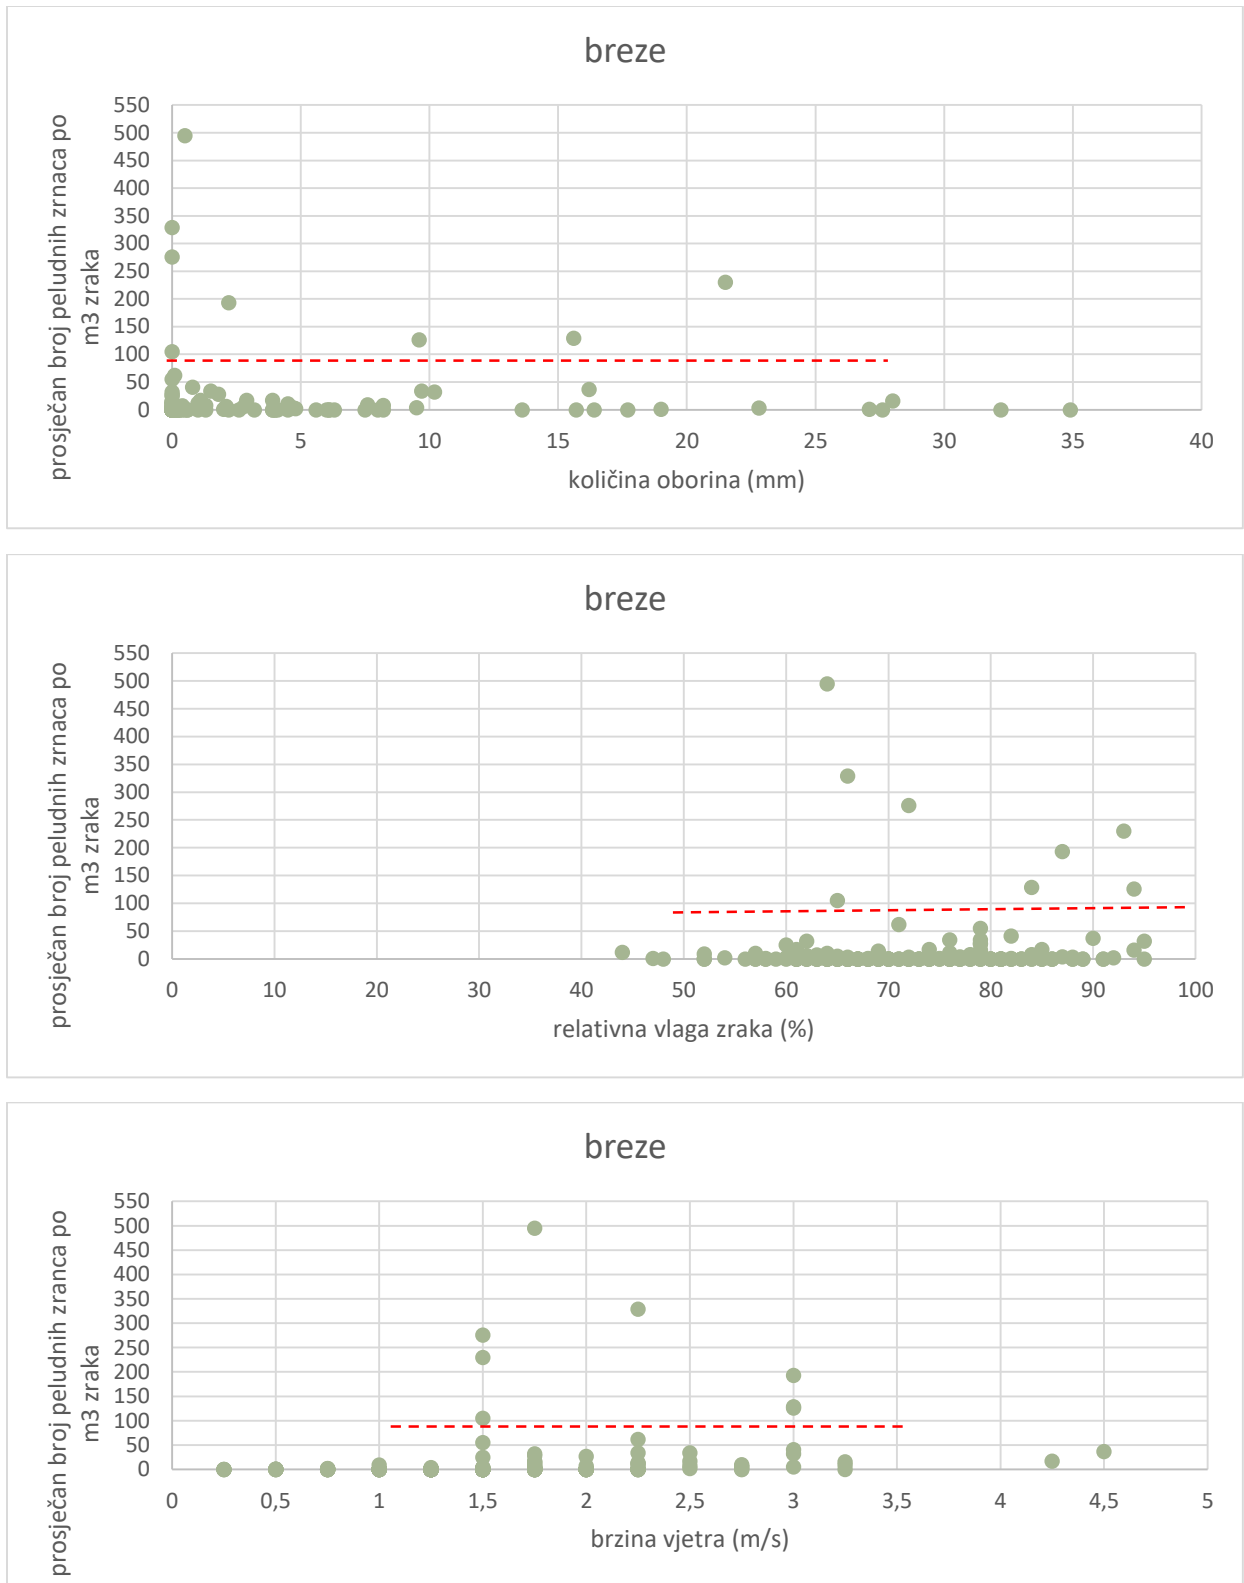 breze
prosječan broj peludnih zrnaca po
m3 zraka
550
500
450
400
350
300
250
200
150
100
50
0
0 5 10 15 20 25 30 35 40
količina oborina (mm)
breze
prosječan broj peludnih zrnaca po
m3 zraka
550
500
450
400
350
300
250
200
150
100
50
0
0 10 20 30 40 50 60 70 80 90 100
relativna vlaga zraka (%)
breze
prosječan broj peludnih zranca po
m3 zraka
550
500
450
400
350
300
250
200
150
100
50
0
0 0,5 1 1,5 2 2,5 3 3,5 4 4,5 5
brzina vjetra (m/s)